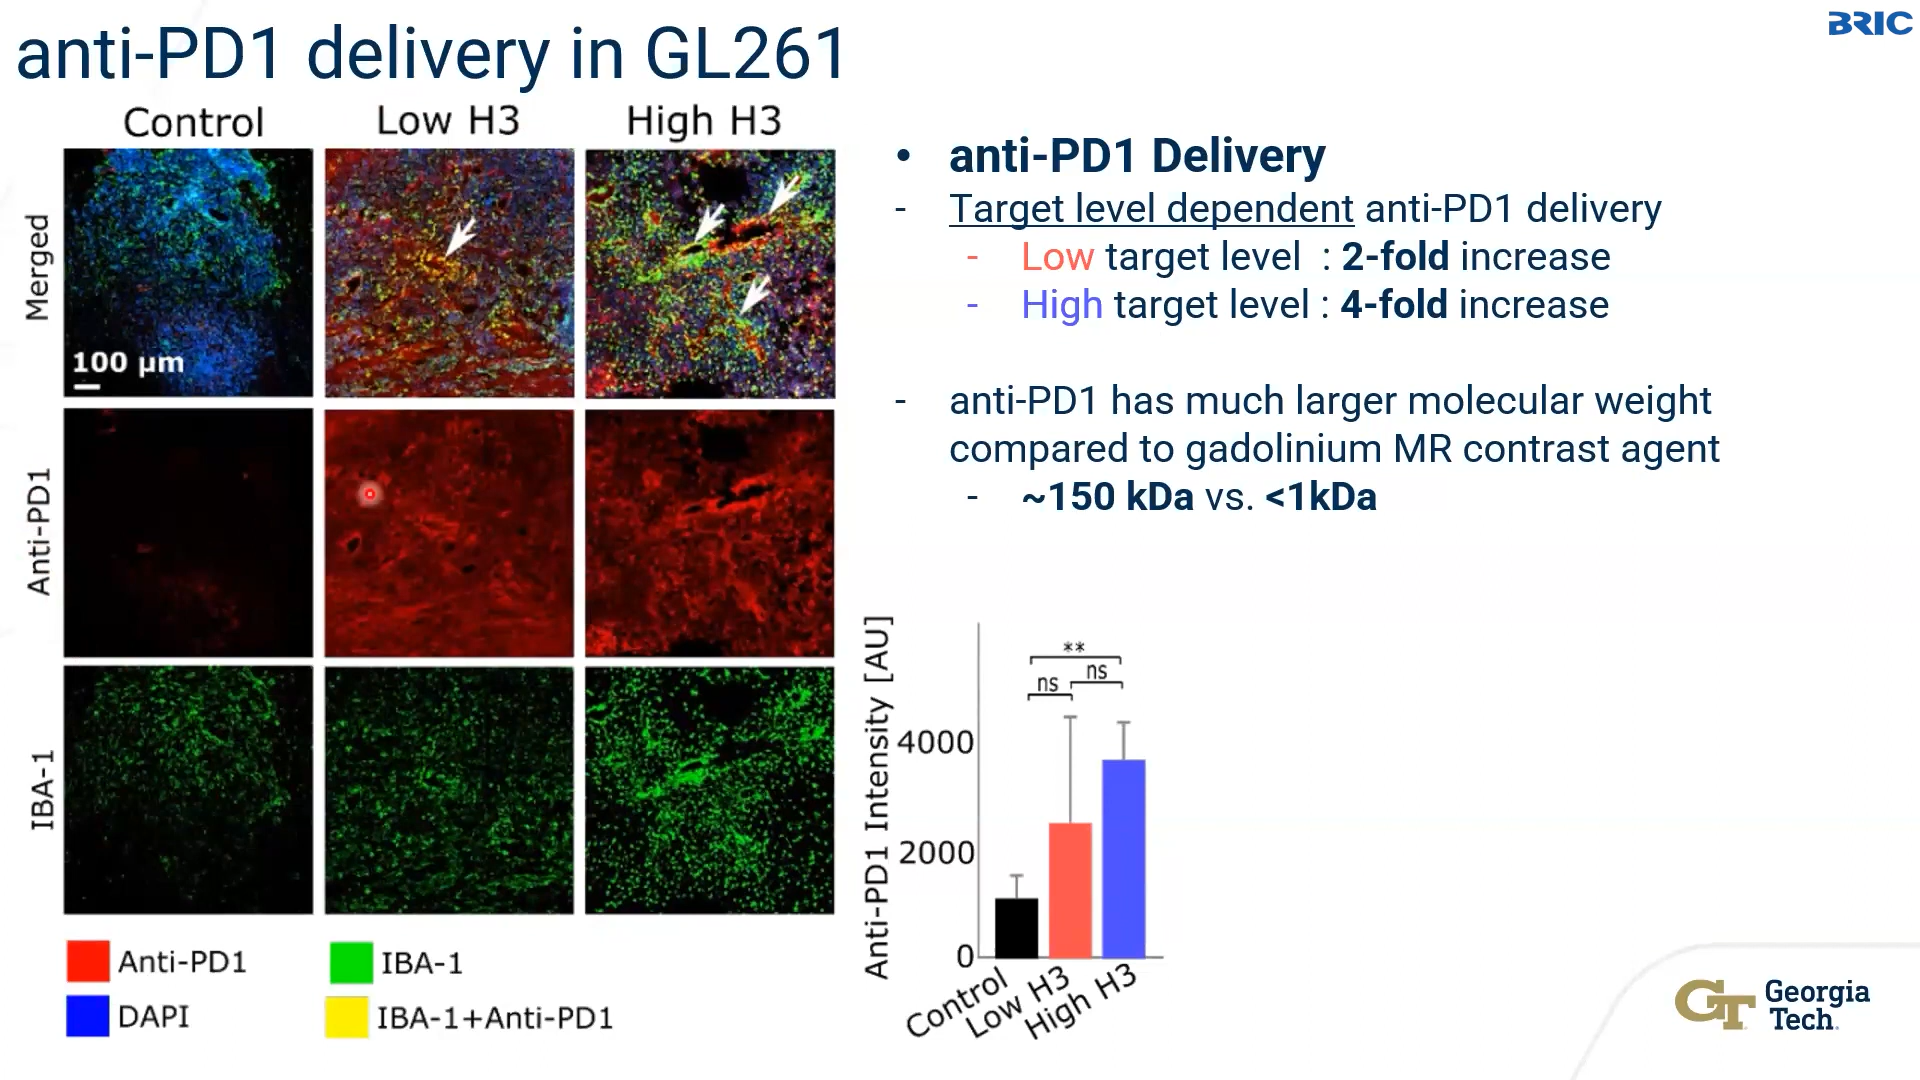 BRIC
anti-PD1 delivery in GL261
Control Low H3 High H3
Merged
100 μm
Anti-PD1
IBA-1
Anti-PD1 IBA-1
DAPI IBA-1+Anti-PD1
• anti-PD1 Delivery
- Target level dependent anti-PD1 delivery
- Low target level : 2-fold increase
- High target level : 4-fold increase
- anti-PD1 has much larger molecular weight
compared to gadolinium MR contrast agent
- ~150 kDa vs. <1kDa
Anti-PD1 Intensity [AU]
**
ns
ns
4000
2000
0
Control
Low H3
High H3
GT Georgia
Tech.